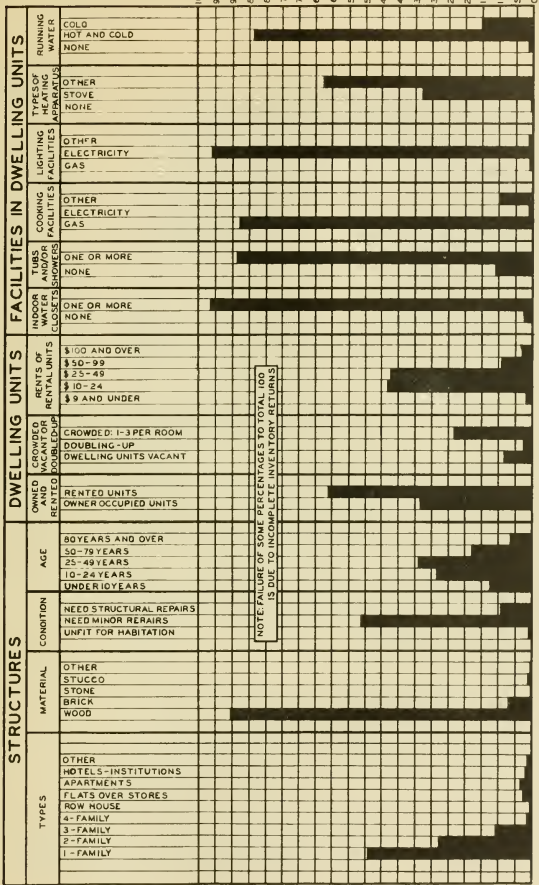 STRUCTURES
DWELLING UNITS
FACILITIES IN DWELLING UNITS
TYPES
1-FAMILY
2-FAMILY
3-FAMILY
4-FAMILY
ROW HOUSE
FLATS OVER STORES
APARTMENTS
HOTELS-INSTITUTIONS
OTHER
MATERIAL
WOOD
BRICK
STONE
STUCCO
OTHER
CONDITION
UNFIT FOR HABITATION
NEED MINOR RERAIRS
NEED STRUCTURAL REPAIRS
AGE
UNDER 10 YEARS
10-24 YEARS
25-49 YEARS
50-79 YEARS
80 YEARS AND OVER
OWNED
AND
RENTED
OWNER OCCUPIED UNITS
RENTED UNITS
CROWDED
VACANT OR
DOUBLED-UP
DWELLING UNITS VACANT
DOUBLING-UP
CROWDED: 1-3 PER ROOM
RENTS OF
RENTAL UNITS
$9 AND UNDER
$10-24
$25-49
$50-99
$100 AND OVER
INDOOR
WATER
CLOSETS
NONE
ONE OR MORE
TUBS
AND/OR
SHOWERS
NONE
ONE OR MORE
COOKING
FACILITIES
GAS
ELECTRICITY
OTHER
LIGHTING
FACILITIES
GAS
ELECTRICITY
OTHER
TYPES OF
HEATING
APPARATUS
NONE
STOVE
OTHER
RUNNING
WATER
NONE
HOT AND COLD
COLD
NOTE: FAILURE OF SOME PERCENTAGES TO TOTAL 100
IS DUE TO INCOMPLETE INVENTORY RETURNS